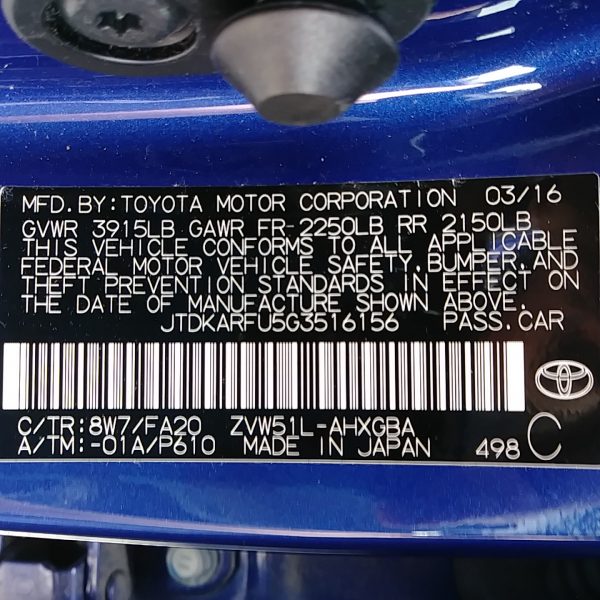 MFD.BY:TOYOTA MOTOR CORPORATION 03/16
GVWR 3915LB GAWR FR-2250LB RR 2150LB
THIS VEHICLE CONFORMS TO ALL APPLICABLE
FEDERAL MOTOR VEHICLE SAFETY,BUMPER,AND
THEFT PREVENTION STANDARDS IN EFFECT ON
THE DATE OF MANUFACTURE SHOWN ABOVE.
JTDKARFU5G3516156 PASS.CAR
C/TR:8W7/FA20 ZVW51L-AHXGBA C
A/TM:-01A/P610 MADE IN JAPAN 498